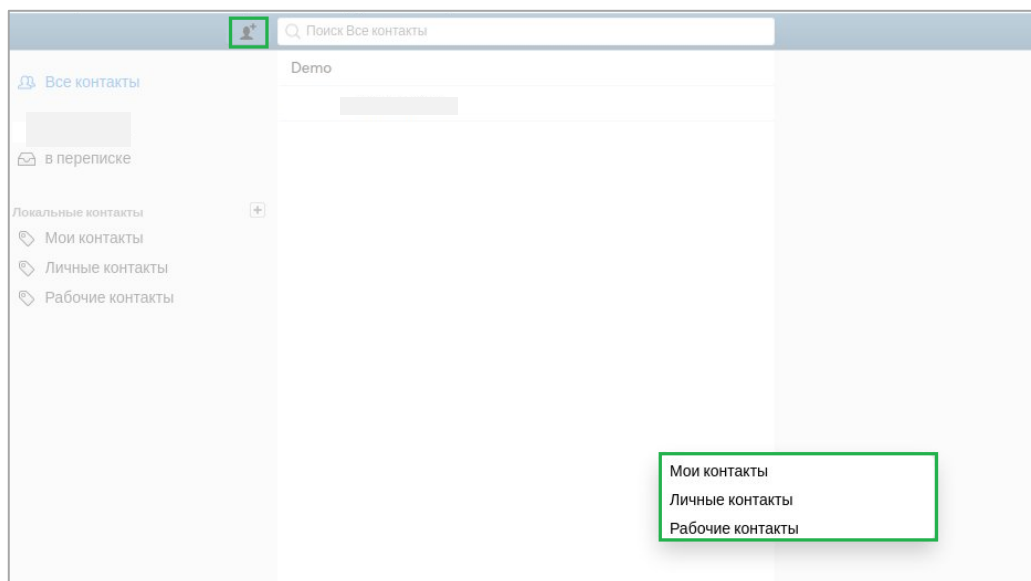 Поиск Все контакты
Demo
Все контакты
в переписке
Локальные контакты
Мои контакты
Личные контакты
Рабочие контакты
Мои контакты
Личные контакты
Рабочие контакты